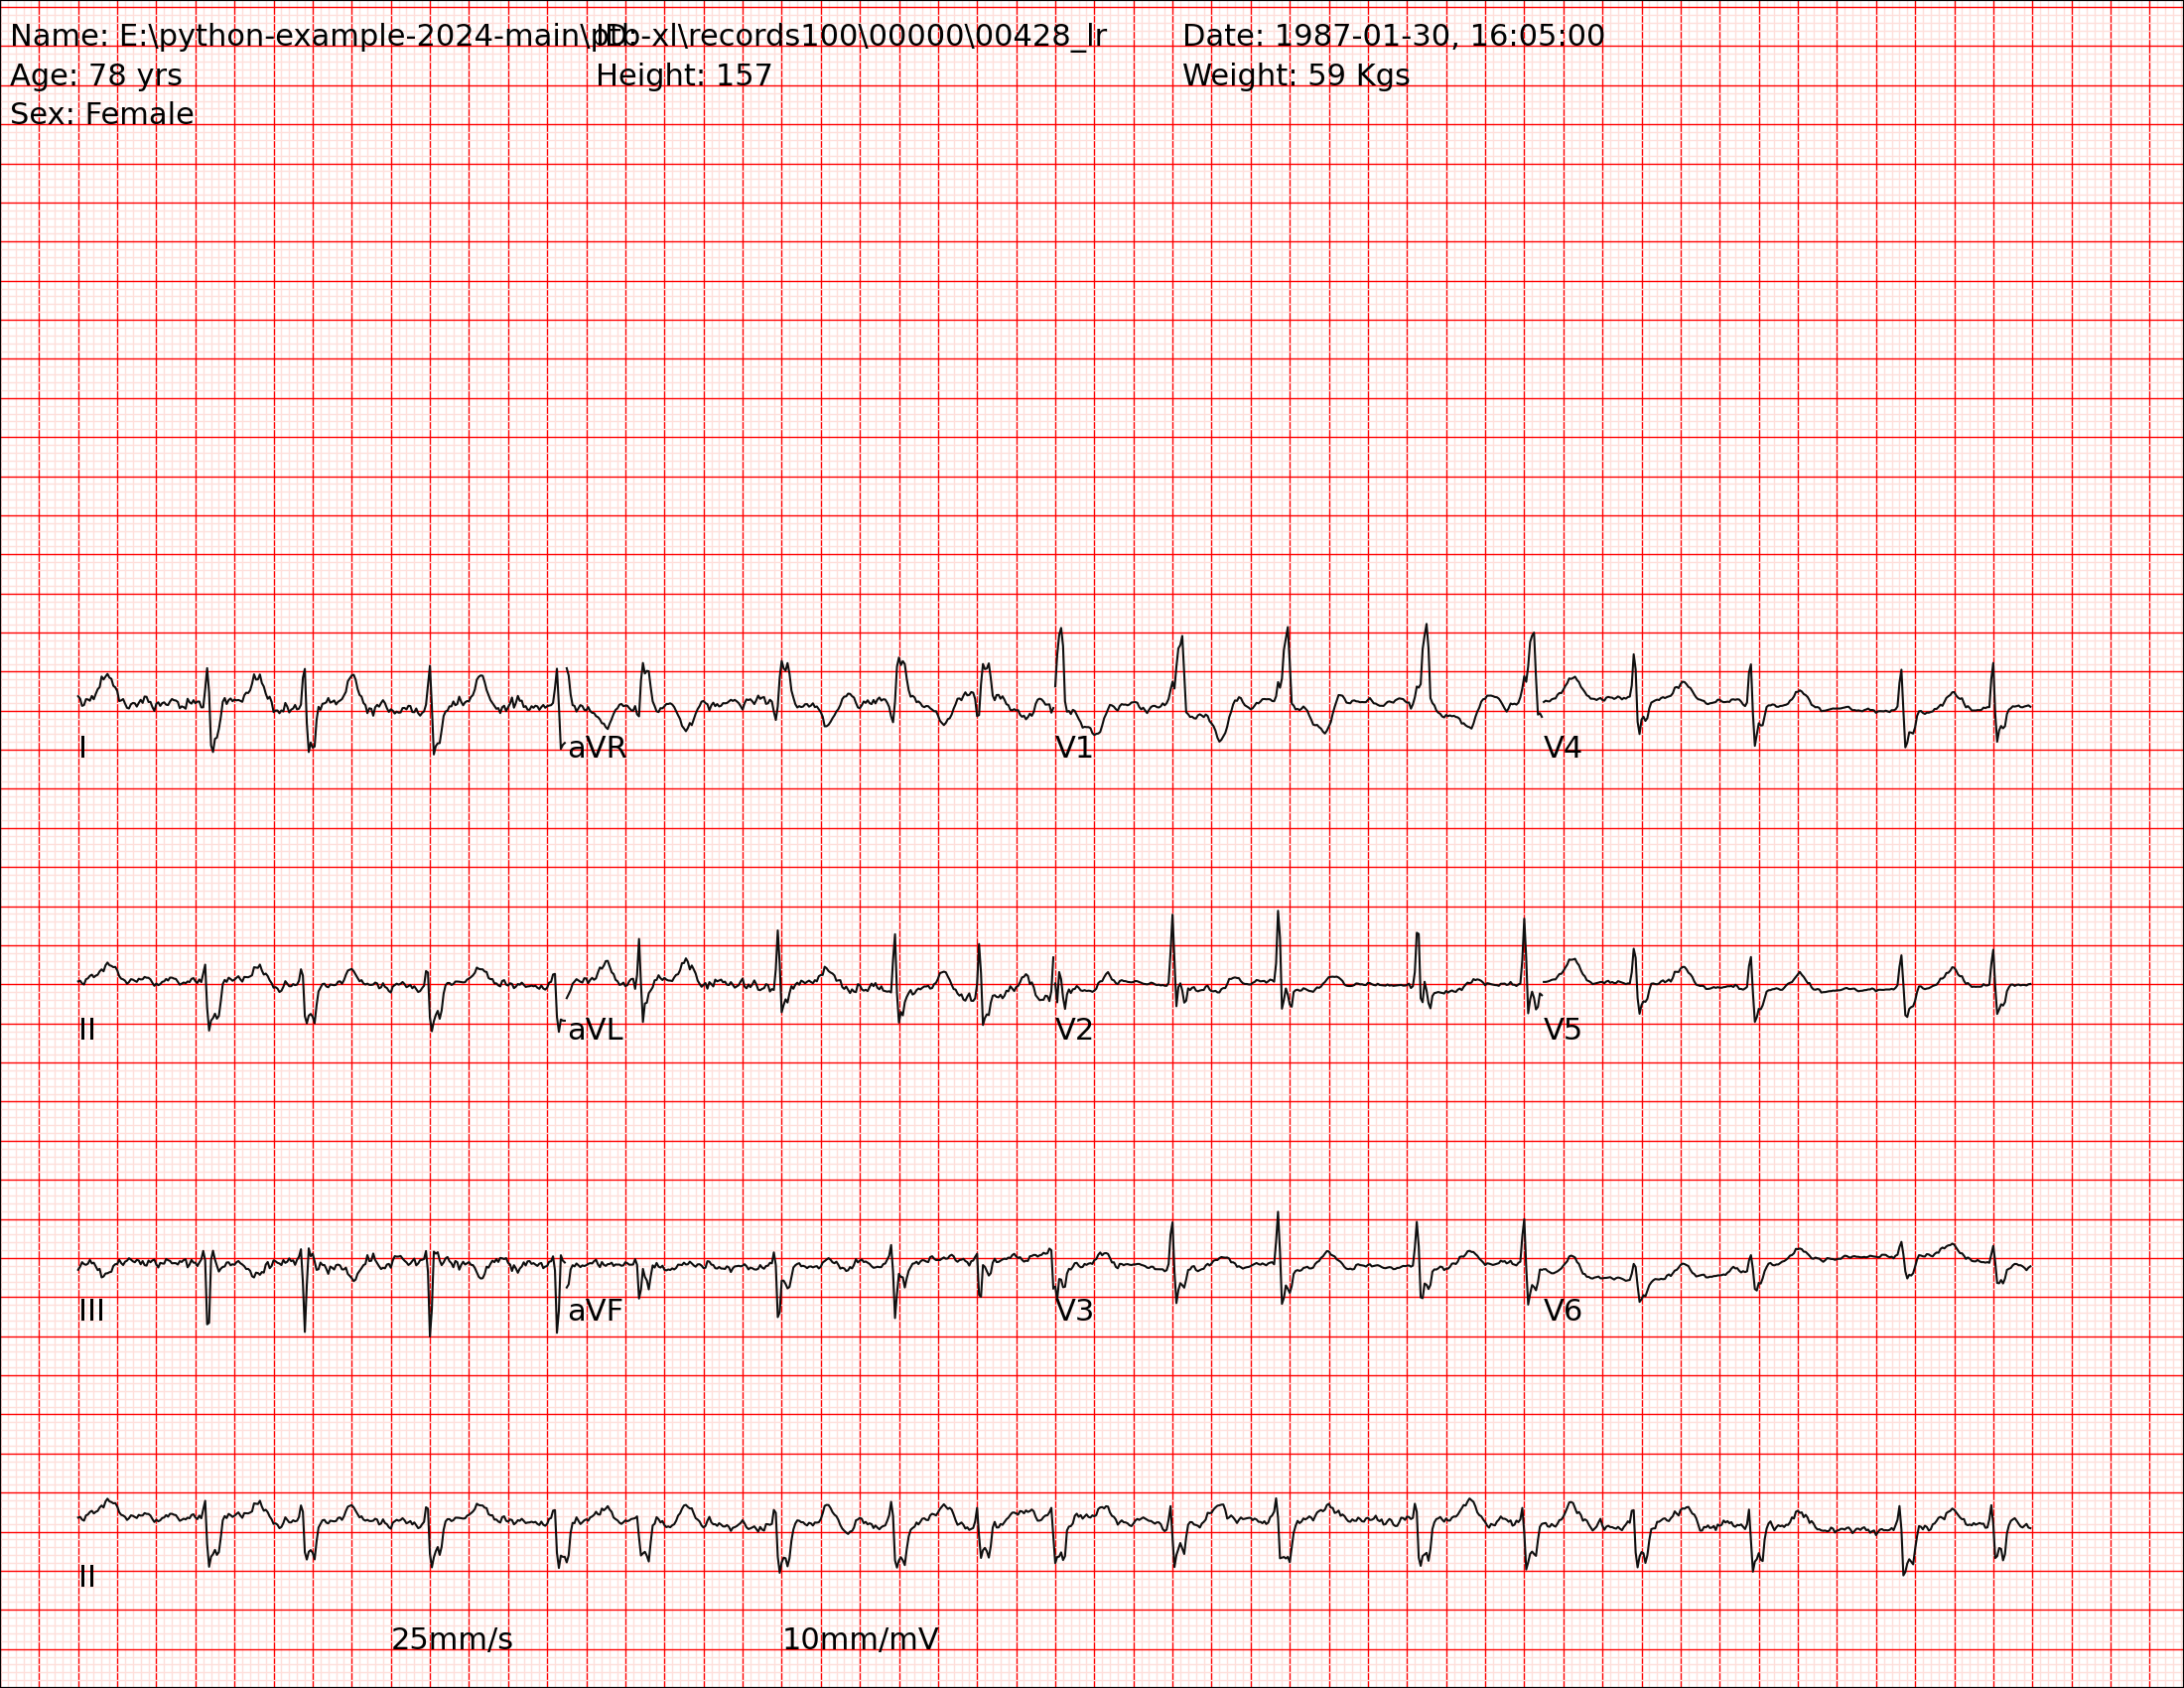 Name: E:\python-example-2024-main\ptb-xl\records100\00000\00428_lr ID: Date: 1987-01-30, 16:05:00
Age: 78 yrs Height: 157 Weight: 59 Kgs
Sex: Female
I aVR V1 V4
II aVL V2 V5
III aVF V3 V6
II
25mm/s 10mm/mV